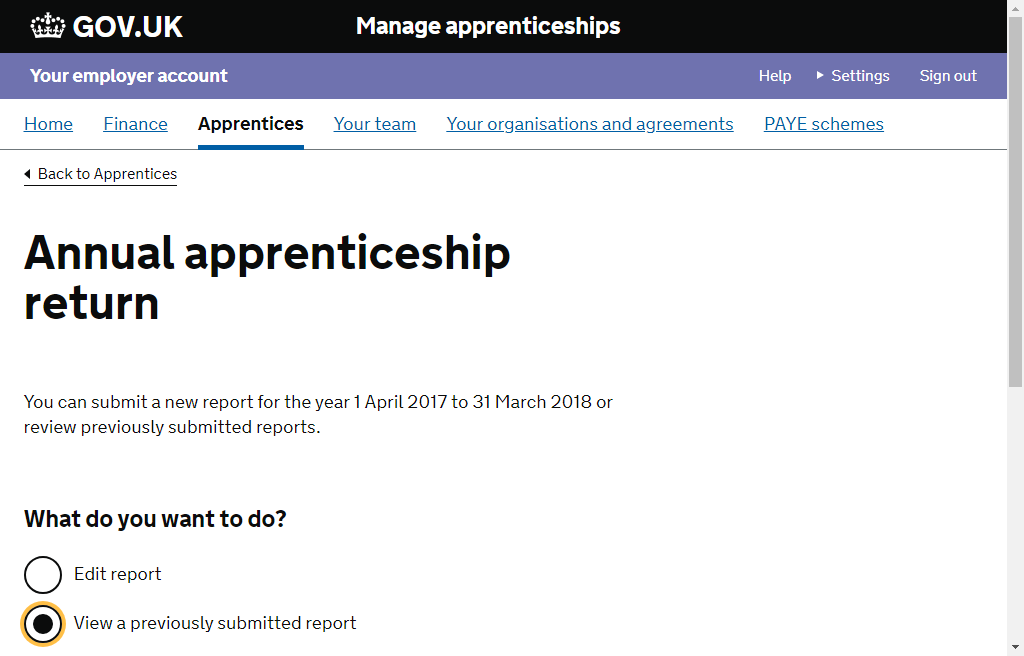 GOV.UK Manage apprenticeships
Your employer account Help Settings Sign out
Home Finance Apprentices Your team Your organisations and agreements PAYE schemes
Back to Apprentices
Annual apprenticeship
return
You can submit a new report for the year 1 April 2017 to 31 March 2018 or
review previously submitted reports.
What do you want to do?
Edit report
View a previously submitted report